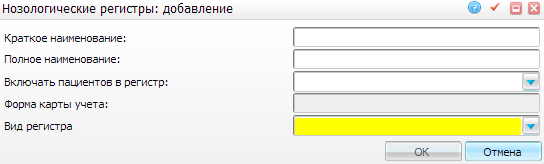 Нозологические регистры: добавление
Краткое наименование:
Полное наименование:
Включать пациентов в регистр:
Форма карты учета:
Вид регистра
ОК Отмена